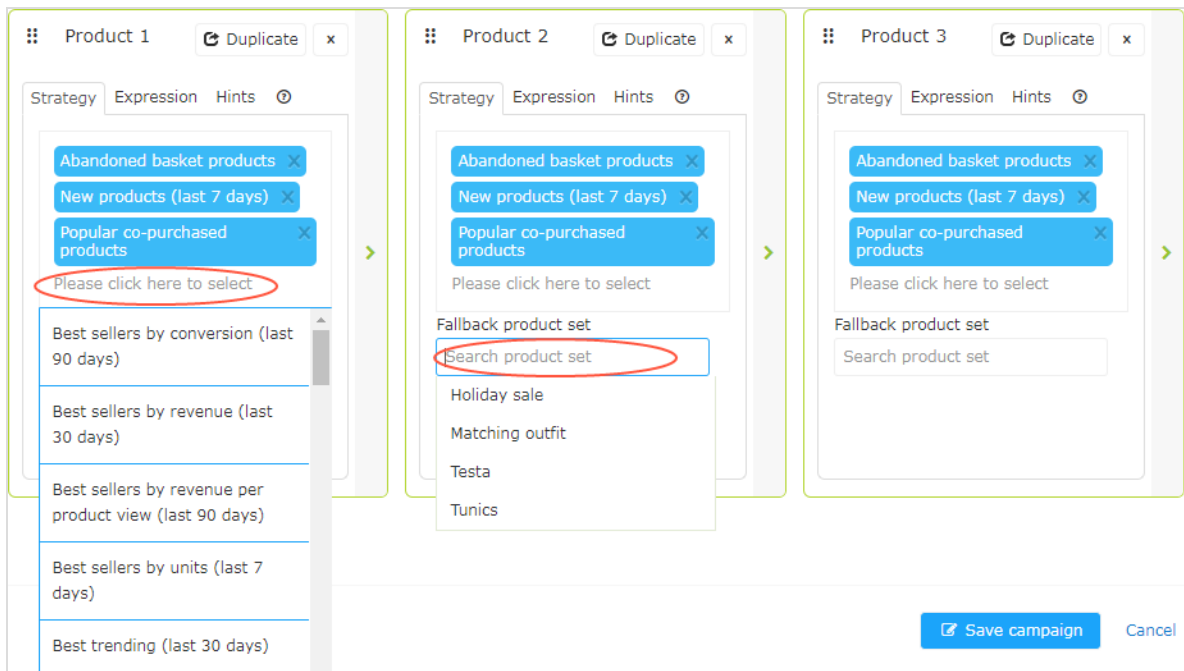 Product 1
Duplicate
x
Strategy
Expression
Hints
Abandoned basket products X
New products (last 7 days) X
Popular co-purchased X
products
Please click here to select
Best sellers by conversion (last
90 days)
Best sellers by revenue (last
30 days)
Best sellers by revenue per
product view (last 90 days)
Best sellers by units (last 7
days)
Best trending (last 30 days)
Product 2
Duplicate
x
Strategy
Expression
Hints
Abandoned basket products X
New products (last 7 days) X
Popular co-purchased X
products
Please click here to select
Fallback product set
Search product set
Holiday sale
Matching outfit
Testa
Tunics
Product 3
Duplicate
x
Strategy
Expression
Hints
Abandoned basket products X
New products (last 7 days) X
Popular co-purchased X
products
Please click here to select
Fallback product set
Search product set
Save campaign
Cancel